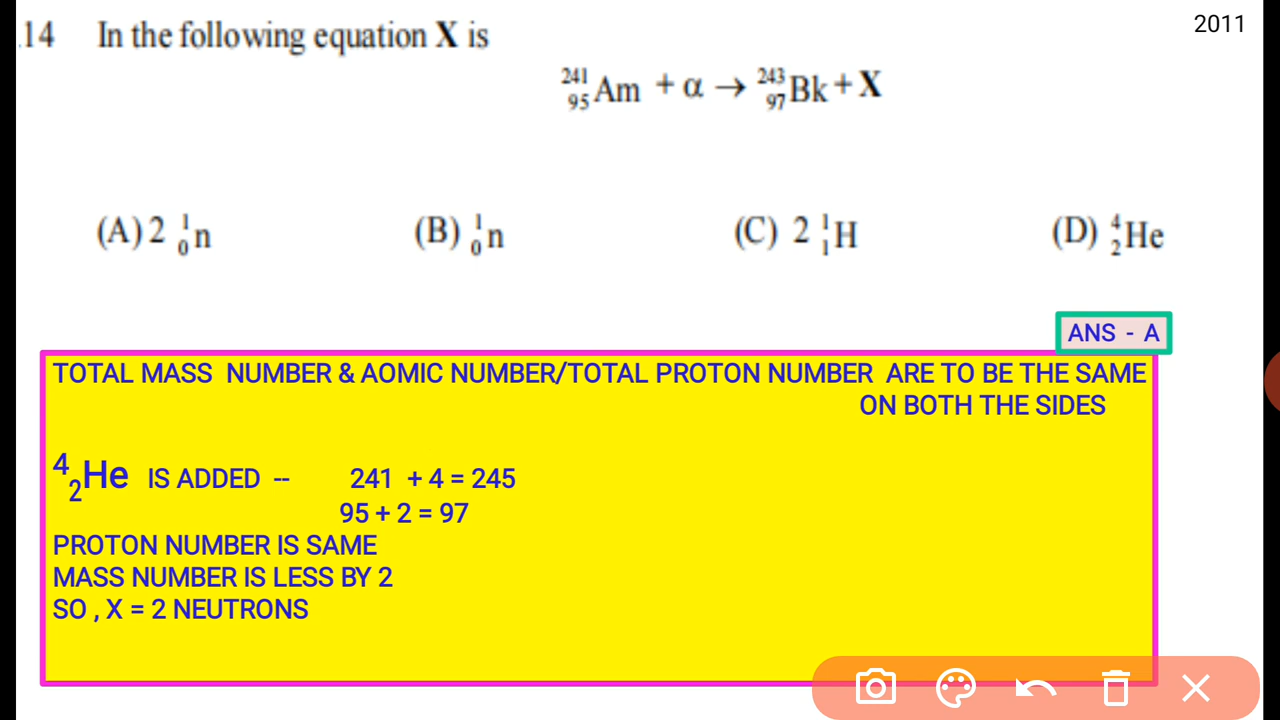 2011
.14 In the following equation X is
²⁴¹₉₅Am + α → ²⁴³₉₇Bk + X
(A) 2 ¹₀n (B) ¹₀n (C) 2 ¹₁H (D) ⁴₂He
ANS - A
TOTAL MASS NUMBER & AOMIC NUMBER/TOTAL PROTON NUMBER ARE TO BE THE SAME
ON BOTH THE SIDES
⁴₂He IS ADDED -- 241 + 4 = 245
95 + 2 = 97
PROTON NUMBER IS SAME
MASS NUMBER IS LESS BY 2
SO , X = 2 NEUTRONS